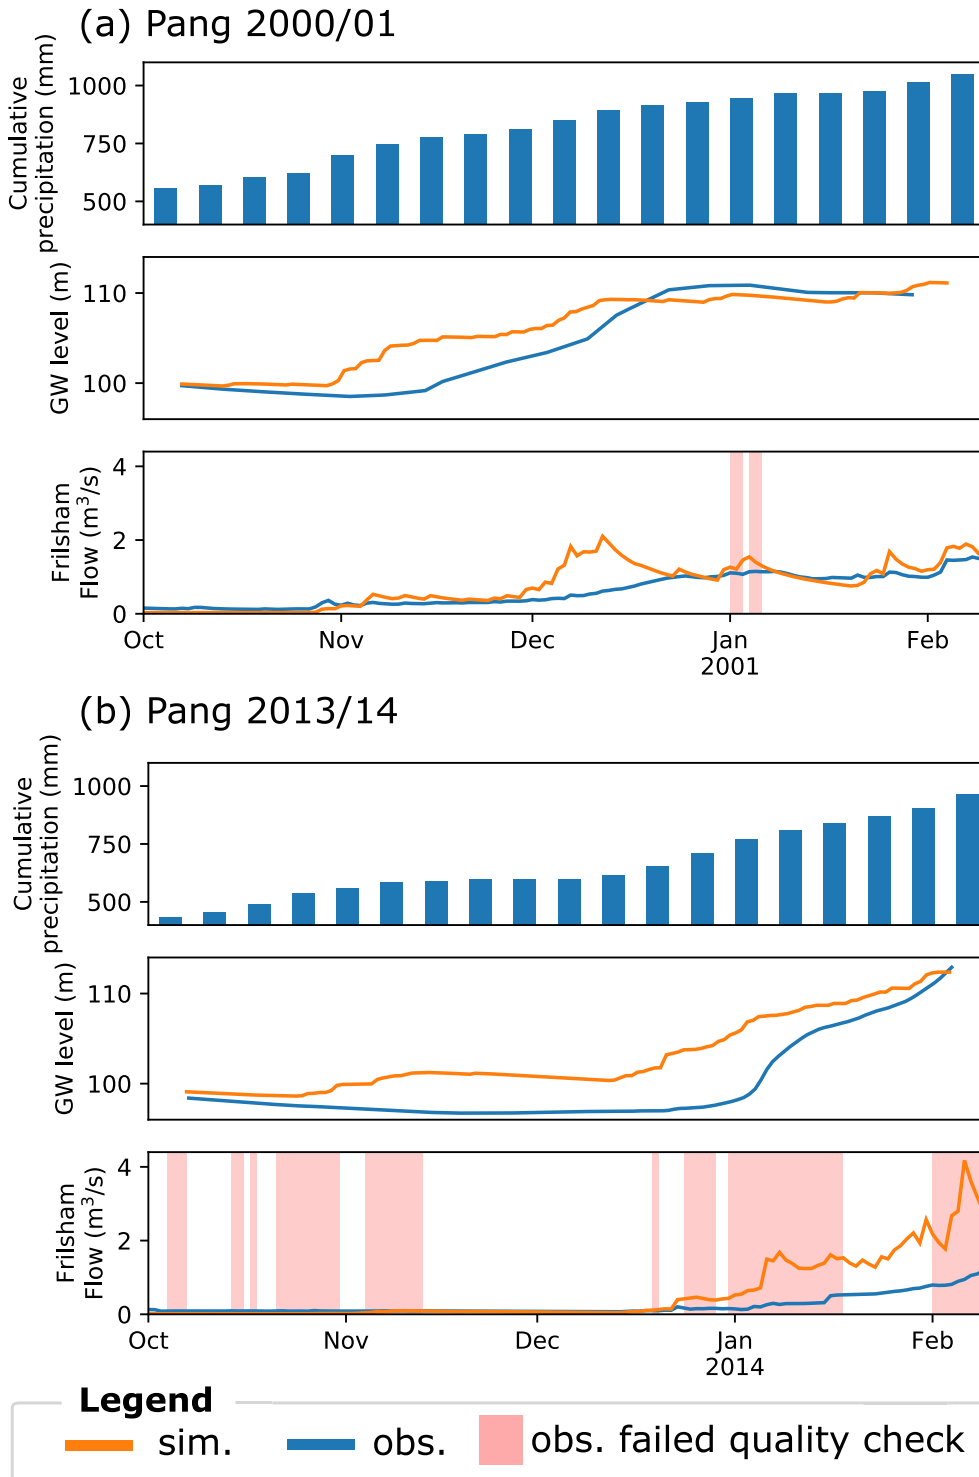 (a) Pang 2000/01
Cumulative
precipitation (mm)
1000
750
500
GW level (m)
110
100
Frilsham
Flow (m³/s)
4
2
0
Oct
Nov
Dec
Jan
2001
Feb
(b) Pang 2013/14
Cumulative
precipitation (mm)
1000
750
500
GW level (m)
110
100
Frilsham
Flow (m³/s)
4
2
0
Oct
Nov
Dec
Jan
2014
Feb
Legend
sim.
obs.
obs. failed quality check